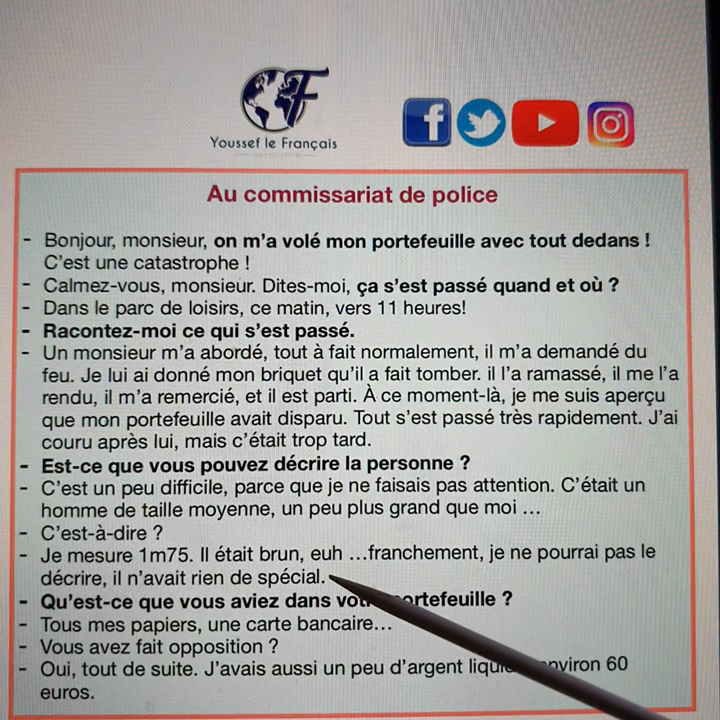 Youssef le Français
Au commissariat de police
- Bonjour, monsieur, on m'a volé mon portefeuille avec tout dedans !
C'est une catastrophe !
- Calmez-vous, monsieur. Dites-moi, ça s'est passé quand et où ?
- Dans le parc de loisirs, ce matin, vers 11 heures!
- Racontez-moi ce qui s'est passé.
- Un monsieur m'a abordé, tout à fait normalement, il m'a demandé du
feu. Je lui ai donné mon briquet qu'il a fait tomber. il l'a ramassé, il me l'a
rendu, il m'a remercié, et il est parti. À ce moment-là, je me suis aperçu
que mon portefeuille avait disparu. Tout s'est passé très rapidement. J'ai
couru après lui, mais c'était trop tard.
- Est-ce que vous pouvez décrire la personne ?
- C'est un peu difficile, parce que je ne faisais pas attention. C'était un
homme de taille moyenne, un peu plus grand que moi ...
- C'est-à-dire ?
- Je mesure 1m75. Il était brun, euh ...franchement, je ne pourrai pas le
décrire, il n'avait rien de spécial.
- Qu'est-ce que vous aviez dans votre portefeuille ?
- Tous mes papiers, une carte bancaire...
- Vous avez fait opposition ?
- Oui, tout de suite. J'avais aussi un peu d'argent liquide, environ 60
euros.